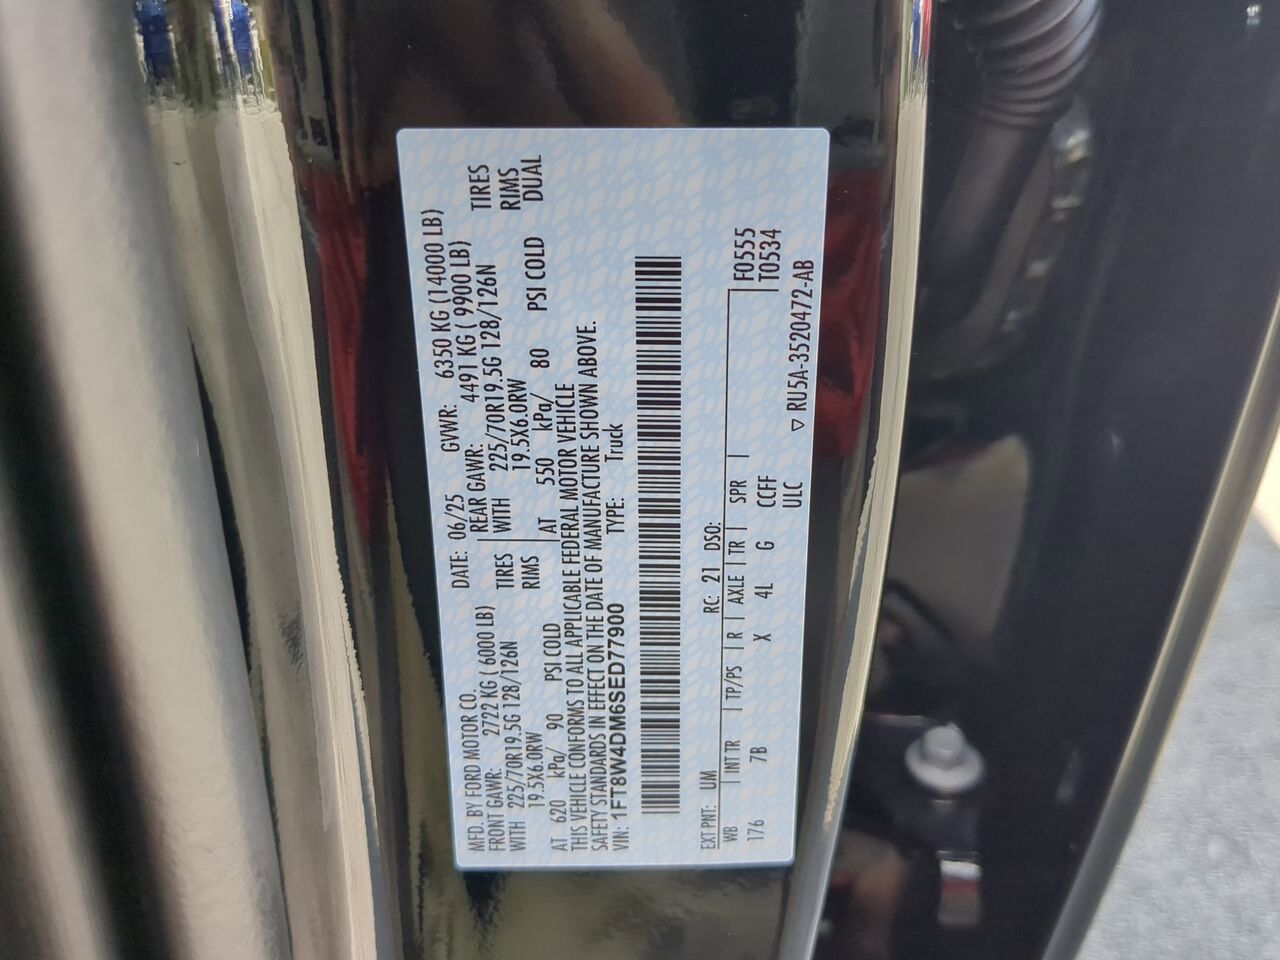 MFD. BY FORD MOTOR CO.
DATE: 06/25 GVWR: 6350 KG (14000 LB)
FRONT GAWR: 2722 KG ( 6000 LB) REAR GAWR: 4491 KG ( 9900 LB)
WITH 225/70R19.5G 128/126N TIRES WITH 225/70R19.5G 128/126N TIRES
19.5X6.0RW RIMS 19.5X6.0RW RIMS
AT 620 kPa/ 90 PSI COLD AT 550 kPa/ 80 PSI COLD DUAL
THIS VEHICLE CONFORMS TO ALL APPLICABLE FEDERAL MOTOR VEHICLE
SAFETY STANDARDS IN EFFECT ON THE DATE OF MANUFACTURE SHOWN ABOVE.
VIN: 1FT8W4DM6SED77900 TYPE: Truck
EXT PNT: UM RC: 21 DSO: F0555
WB INT TR TP/PS R AXLE TR SPR T0534
176 7B X 4L G CCFF
ULC ▽ RU5A-3520472-AB